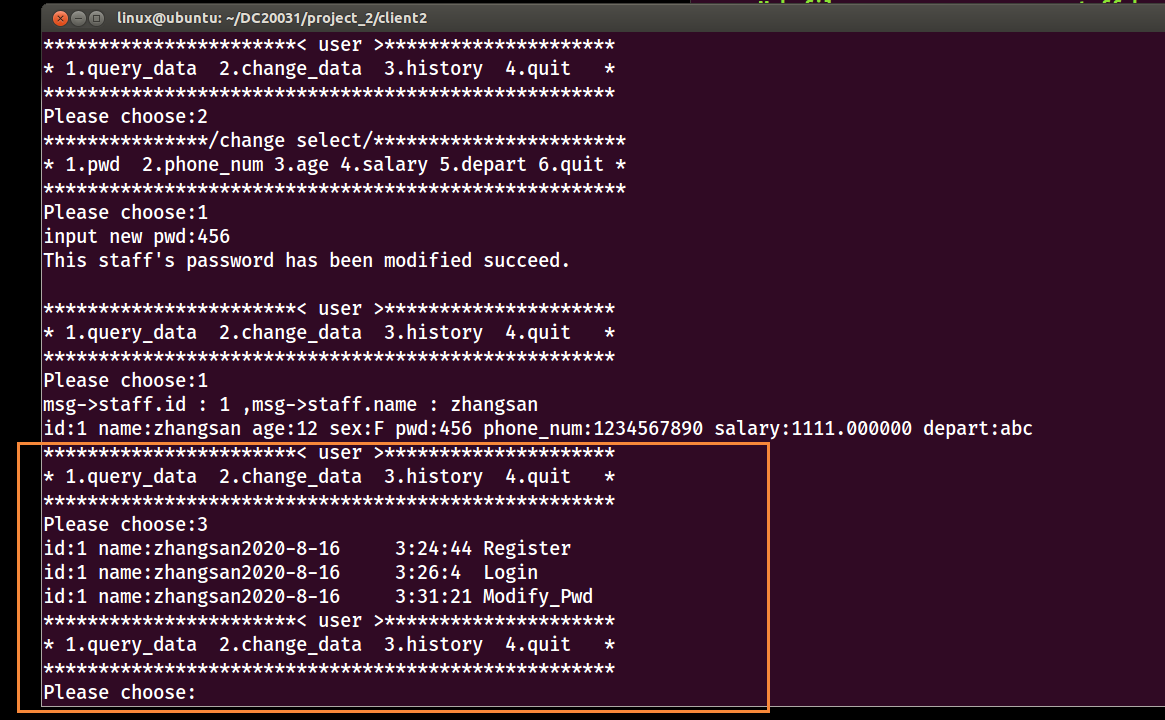 linux@ubuntu: ~/DC20031/project_2/client2
***********************< user >*********************
* 1.query_data  2.change_data  3.history  4.quit   *
****************************************************
Please choose:2
***************/change select/***********************
* 1.pwd  2.phone_num 3.age 4.salary 5.depart 6.quit *
*****************************************************
Please choose:1
input new pwd:456
This staff's password has been modified succeed.
***********************< user >*********************
* 1.query_data  2.change_data  3.history  4.quit   *
****************************************************
Please choose:1
msg->staff.id : 1 ,msg->staff.name : zhangsan
id:1 name:zhangsan age:12 sex:F pwd:456 phone_num:1234567890 salary:1111.000000 depart:abc
***********************< user >*********************
* 1.query_data  2.change_data  3.history  4.quit   *
****************************************************
Please choose:3
id:1 name:zhangsan2020-8-16     3:24:44 Register
id:1 name:zhangsan2020-8-16     3:26:4  Login
id:1 name:zhangsan2020-8-16     3:31:21 Modify_Pwd
***********************< user >*********************
* 1.query_data  2.change_data  3.history  4.quit   *
****************************************************
Please choose: